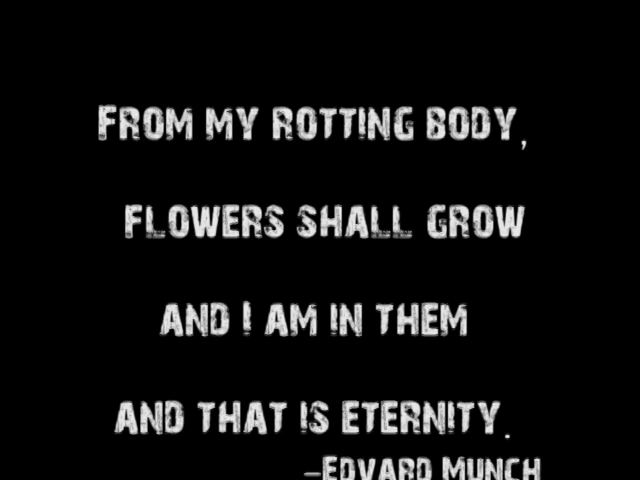 From my rotting body,
flowers shall grow
and I am in them
and that is eternity.
–Edvard Munch